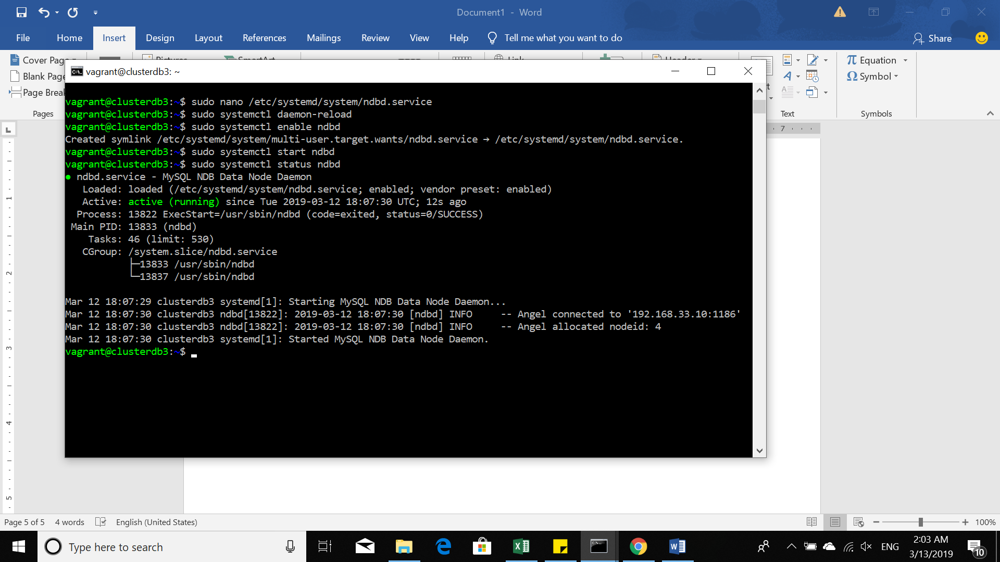 Document1 - Word
File Home Insert Design Layout References Mailings Review View Help Tell me what you want to do Share
Cover Page
Pictures
SmartArt
Link
Header
Equation
Blank Page
Symbol
Page Break
Pages
Text
Symbols
vagrant@clusterdb3: ~
vagrant@clusterdb3:~$ sudo nano /etc/systemd/system/ndbd.service
vagrant@clusterdb3:~$ sudo systemctl daemon-reload
vagrant@clusterdb3:~$ sudo systemctl enable ndbd
Created symlink /etc/systemd/system/multi-user.target.wants/ndbd.service → /etc/systemd/system/ndbd.service.
vagrant@clusterdb3:~$ sudo systemctl start ndbd
vagrant@clusterdb3:~$ sudo systemctl status ndbd
● ndbd.service - MySQL NDB Data Node Daemon
Loaded: loaded (/etc/systemd/system/ndbd.service; enabled; vendor preset: enabled)
Active: active (running) since Tue 2019-03-12 18:07:30 UTC; 12s ago
Process: 13822 ExecStart=/usr/sbin/ndbd (code=exited, status=0/SUCCESS)
Main PID: 13833 (ndbd)
Tasks: 46 (limit: 530)
CGroup: /system.slice/ndbd.service
├─13833 /usr/sbin/ndbd
└─13837 /usr/sbin/ndbd
Mar 12 18:07:29 clusterdb3 systemd[1]: Starting MySQL NDB Data Node Daemon...
Mar 12 18:07:30 clusterdb3 ndbd[13822]: 2019-03-12 18:07:30 [ndbd] INFO -- Angel connected to '192.168.33.10:1186'
Mar 12 18:07:30 clusterdb3 ndbd[13822]: 2019-03-12 18:07:30 [ndbd] INFO -- Angel allocated nodeid: 4
Mar 12 18:07:30 clusterdb3 systemd[1]: Started MySQL NDB Data Node Daemon.
vagrant@clusterdb3:~$
7
1
2
3
4
5
Page 5 of 5 4 words English (United States) 100%
Type here to search
ENG
2:03 AM
3/13/2019
10